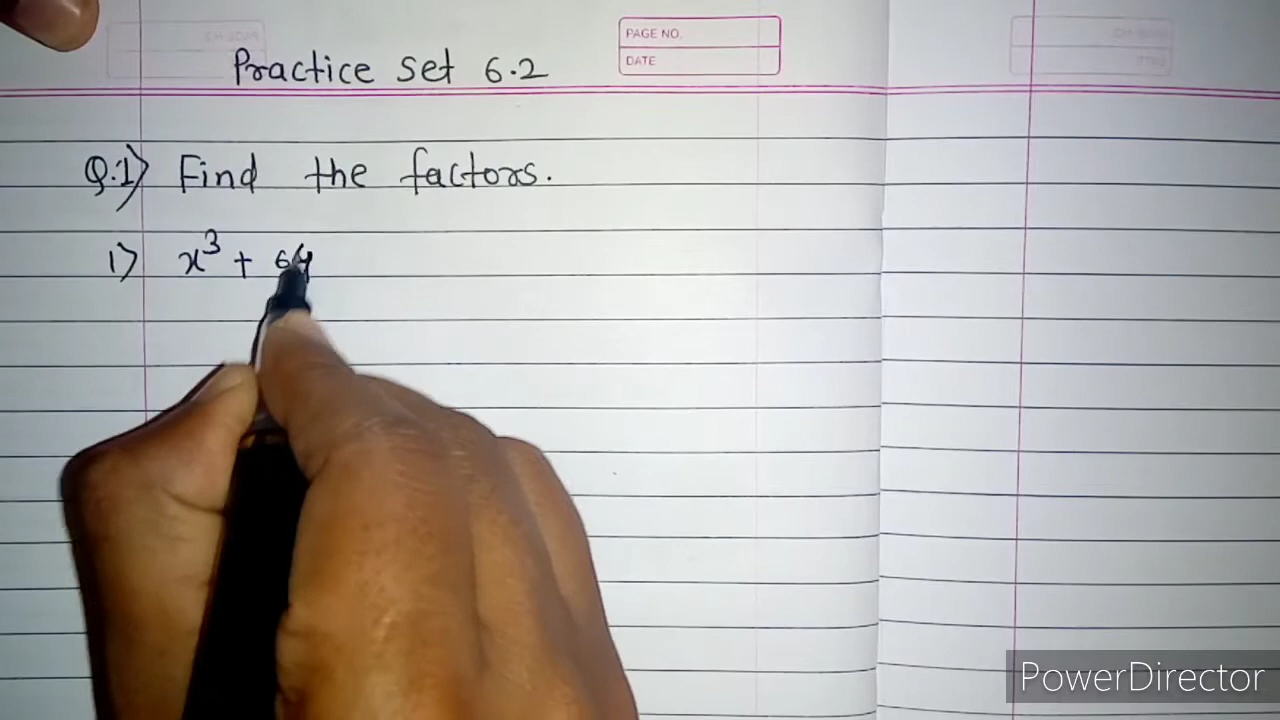 PAGE NO.
DATE
Practice set 6.2
Q.1) Find the factors.
1) x³ + 64
PowerDirector